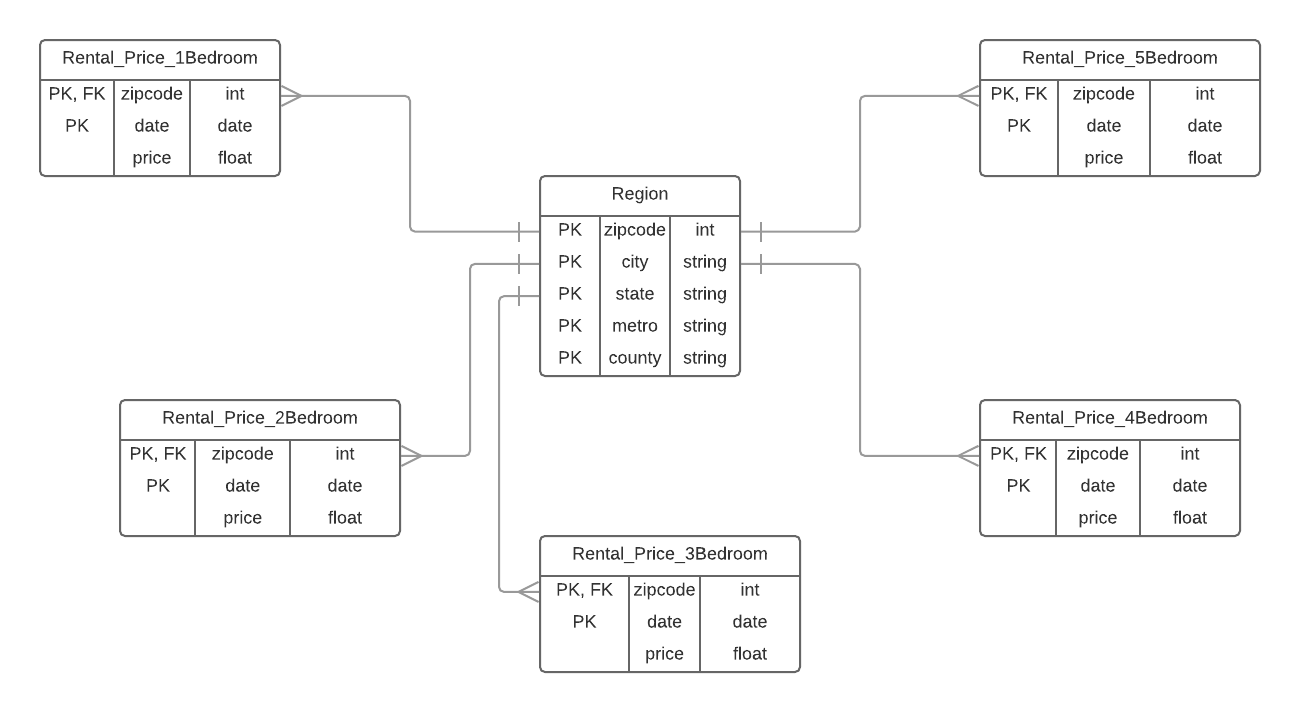 Rental_Price_1Bedroom
PK, FK zipcode int
PK date date
price float
Rental_Price_5Bedroom
PK, FK zipcode int
PK date date
price float
Region
PK zipcode int
PK city string
PK state string
PK metro string
PK county string
Rental_Price_2Bedroom
PK, FK zipcode int
PK date date
price float
Rental_Price_4Bedroom
PK, FK zipcode int
PK date date
price float
Rental_Price_3Bedroom
PK, FK zipcode int
PK date date
price float